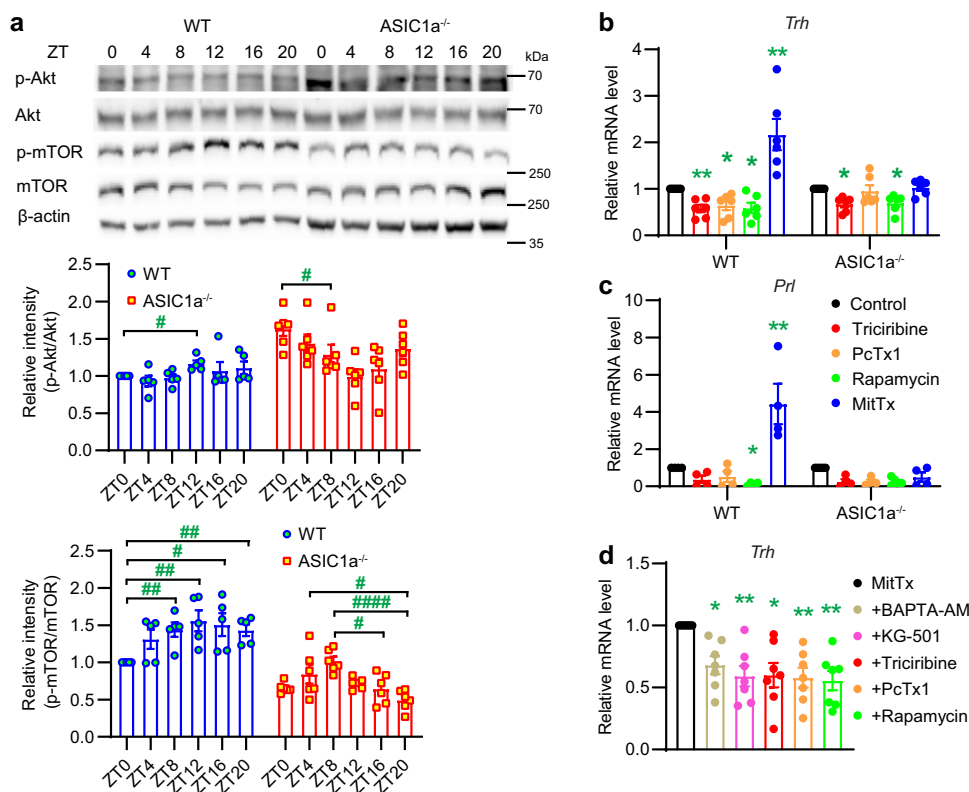 a
WT
ASIC1a-/-
ZT 0 4 8 12 16 20 0 4 8 12 16 20 kDa
p-Akt 70
Akt 70
p-mTOR
250
mTOR
250
β-actin
35
Relative intensity
(p-Akt/Akt)
2.0
1.5
1.0
0.5
0.0
WT
ASIC1a-/-
# #
ZT0 ZT4 ZT8 ZT12 ZT16 ZT20 ZT0 ZT4 ZT8 ZT12 ZT16 ZT20
Relative intensity
(p-mTOR/mTOR)
2.5
2.0
1.5
1.0
0.5
0.0
WT
ASIC1a-/-
##
#
##
##
#
####
#
ZT0 ZT4 ZT8 ZT12 ZT16 ZT20 ZT0 ZT4 ZT8 ZT12 ZT16 ZT20
b
Trh
Relative mRNA level
4
3
2
1
0
** * * ** * *
WT ASIC1a-/-
c
Prl
Relative mRNA level
10
8
6
4
2
0
* **
Control
Triciribine
PcTx1
Rapamycin
MitTx
WT ASIC1a-/-
d
Trh
Relative mRNA level
1.0
0.5
0.0
* ** * ** **
MitTx
+BAPTA-AM
+KG-501
+Triciribine
+PcTx1
+Rapamycin